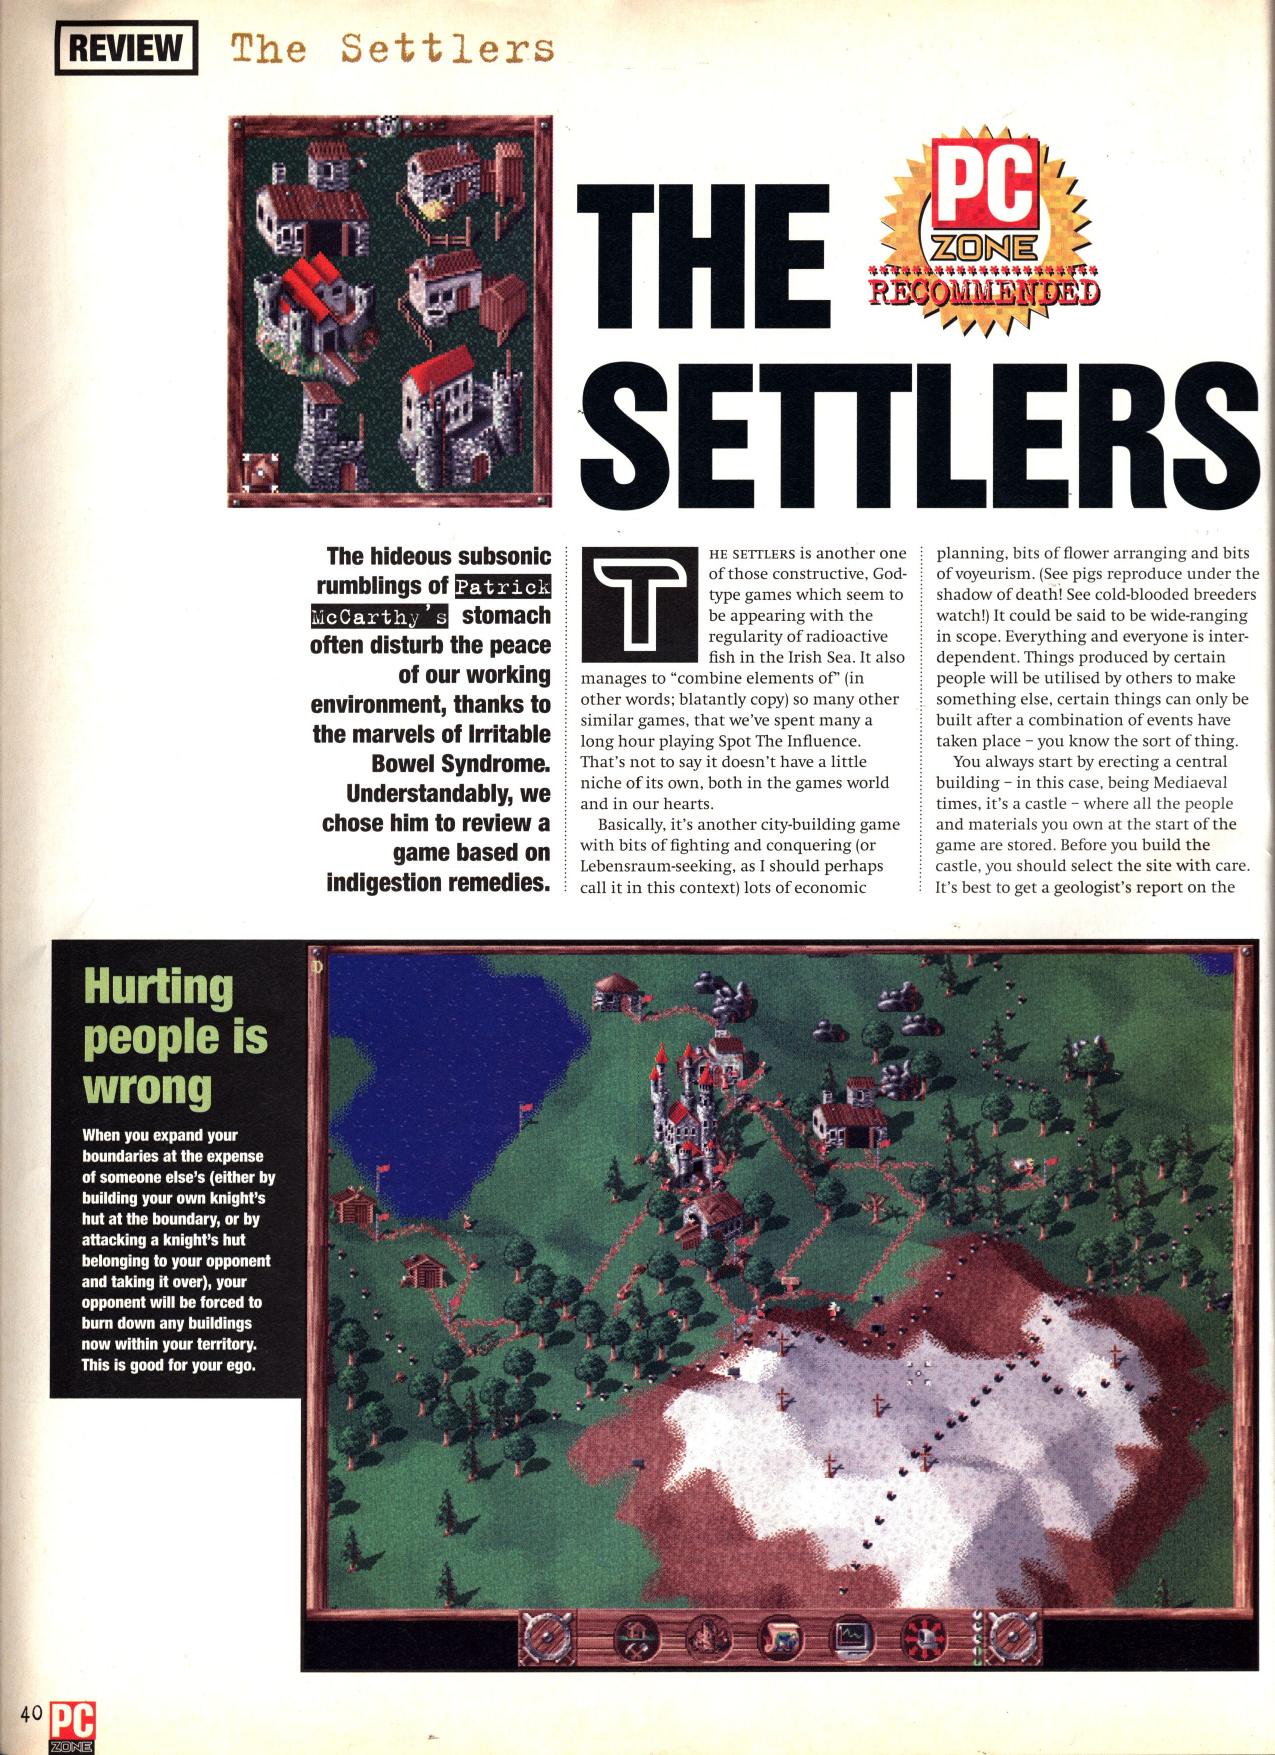 REVIEW The Settlers
THE
SETTLERS
PC
ZONE
RECOMMENDED
The hideous subsonic
rumblings of Patrick
McCarthy's stomach
often disturb the peace
of our working
environment, thanks to
the marvels of Irritable
Bowel Syndrome.
Understandably, we
chose him to review a
game based on
indigestion remedies.
THE SETTLERS is another one
of those constructive, God-
type games which seem to
be appearing with the
regularity of radioactive
fish in the Irish Sea. It also
manages to “combine elements of” (in
other words; blatantly copy) so many other
similar games, that we’ve spent many a
long hour playing Spot The Influence.
That’s not to say it doesn’t have a little
niche of its own, both in the games world
and in our hearts.
Basically, it’s another city-building game
with bits of fighting and conquering (or
Lebensraum-seeking, as I should perhaps
call it in this context) lots of economic
planning, bits of flower arranging and bits
of voyeurism. (See pigs reproduce under the
shadow of death! See cold-blooded breeders
watch!) It could be said to be wide-ranging
in scope. Everything and everyone is inter-
dependent. Things produced by certain
people will be utilised by others to make
something else, certain things can only be
built after a combination of events have
taken place – you know the sort of thing.
You always start by erecting a central
building – in this case, being Mediaeval
times, it’s a castle – where all the people
and materials you own at the start of the
game are stored. Before you build the
castle, you should select the site with care.
It’s best to get a geologist’s report on the
Hurting
people is
wrong
When you expand your
boundaries at the expense
of someone else's (either by
building your own knight's
hut at the boundary, or by
attacking a knight's hut
belonging to your opponent
and taking it over), your
opponent will be forced to
burn down any buildings
now within your territory.
This is good for your ego.
D
40 PC
ZONE